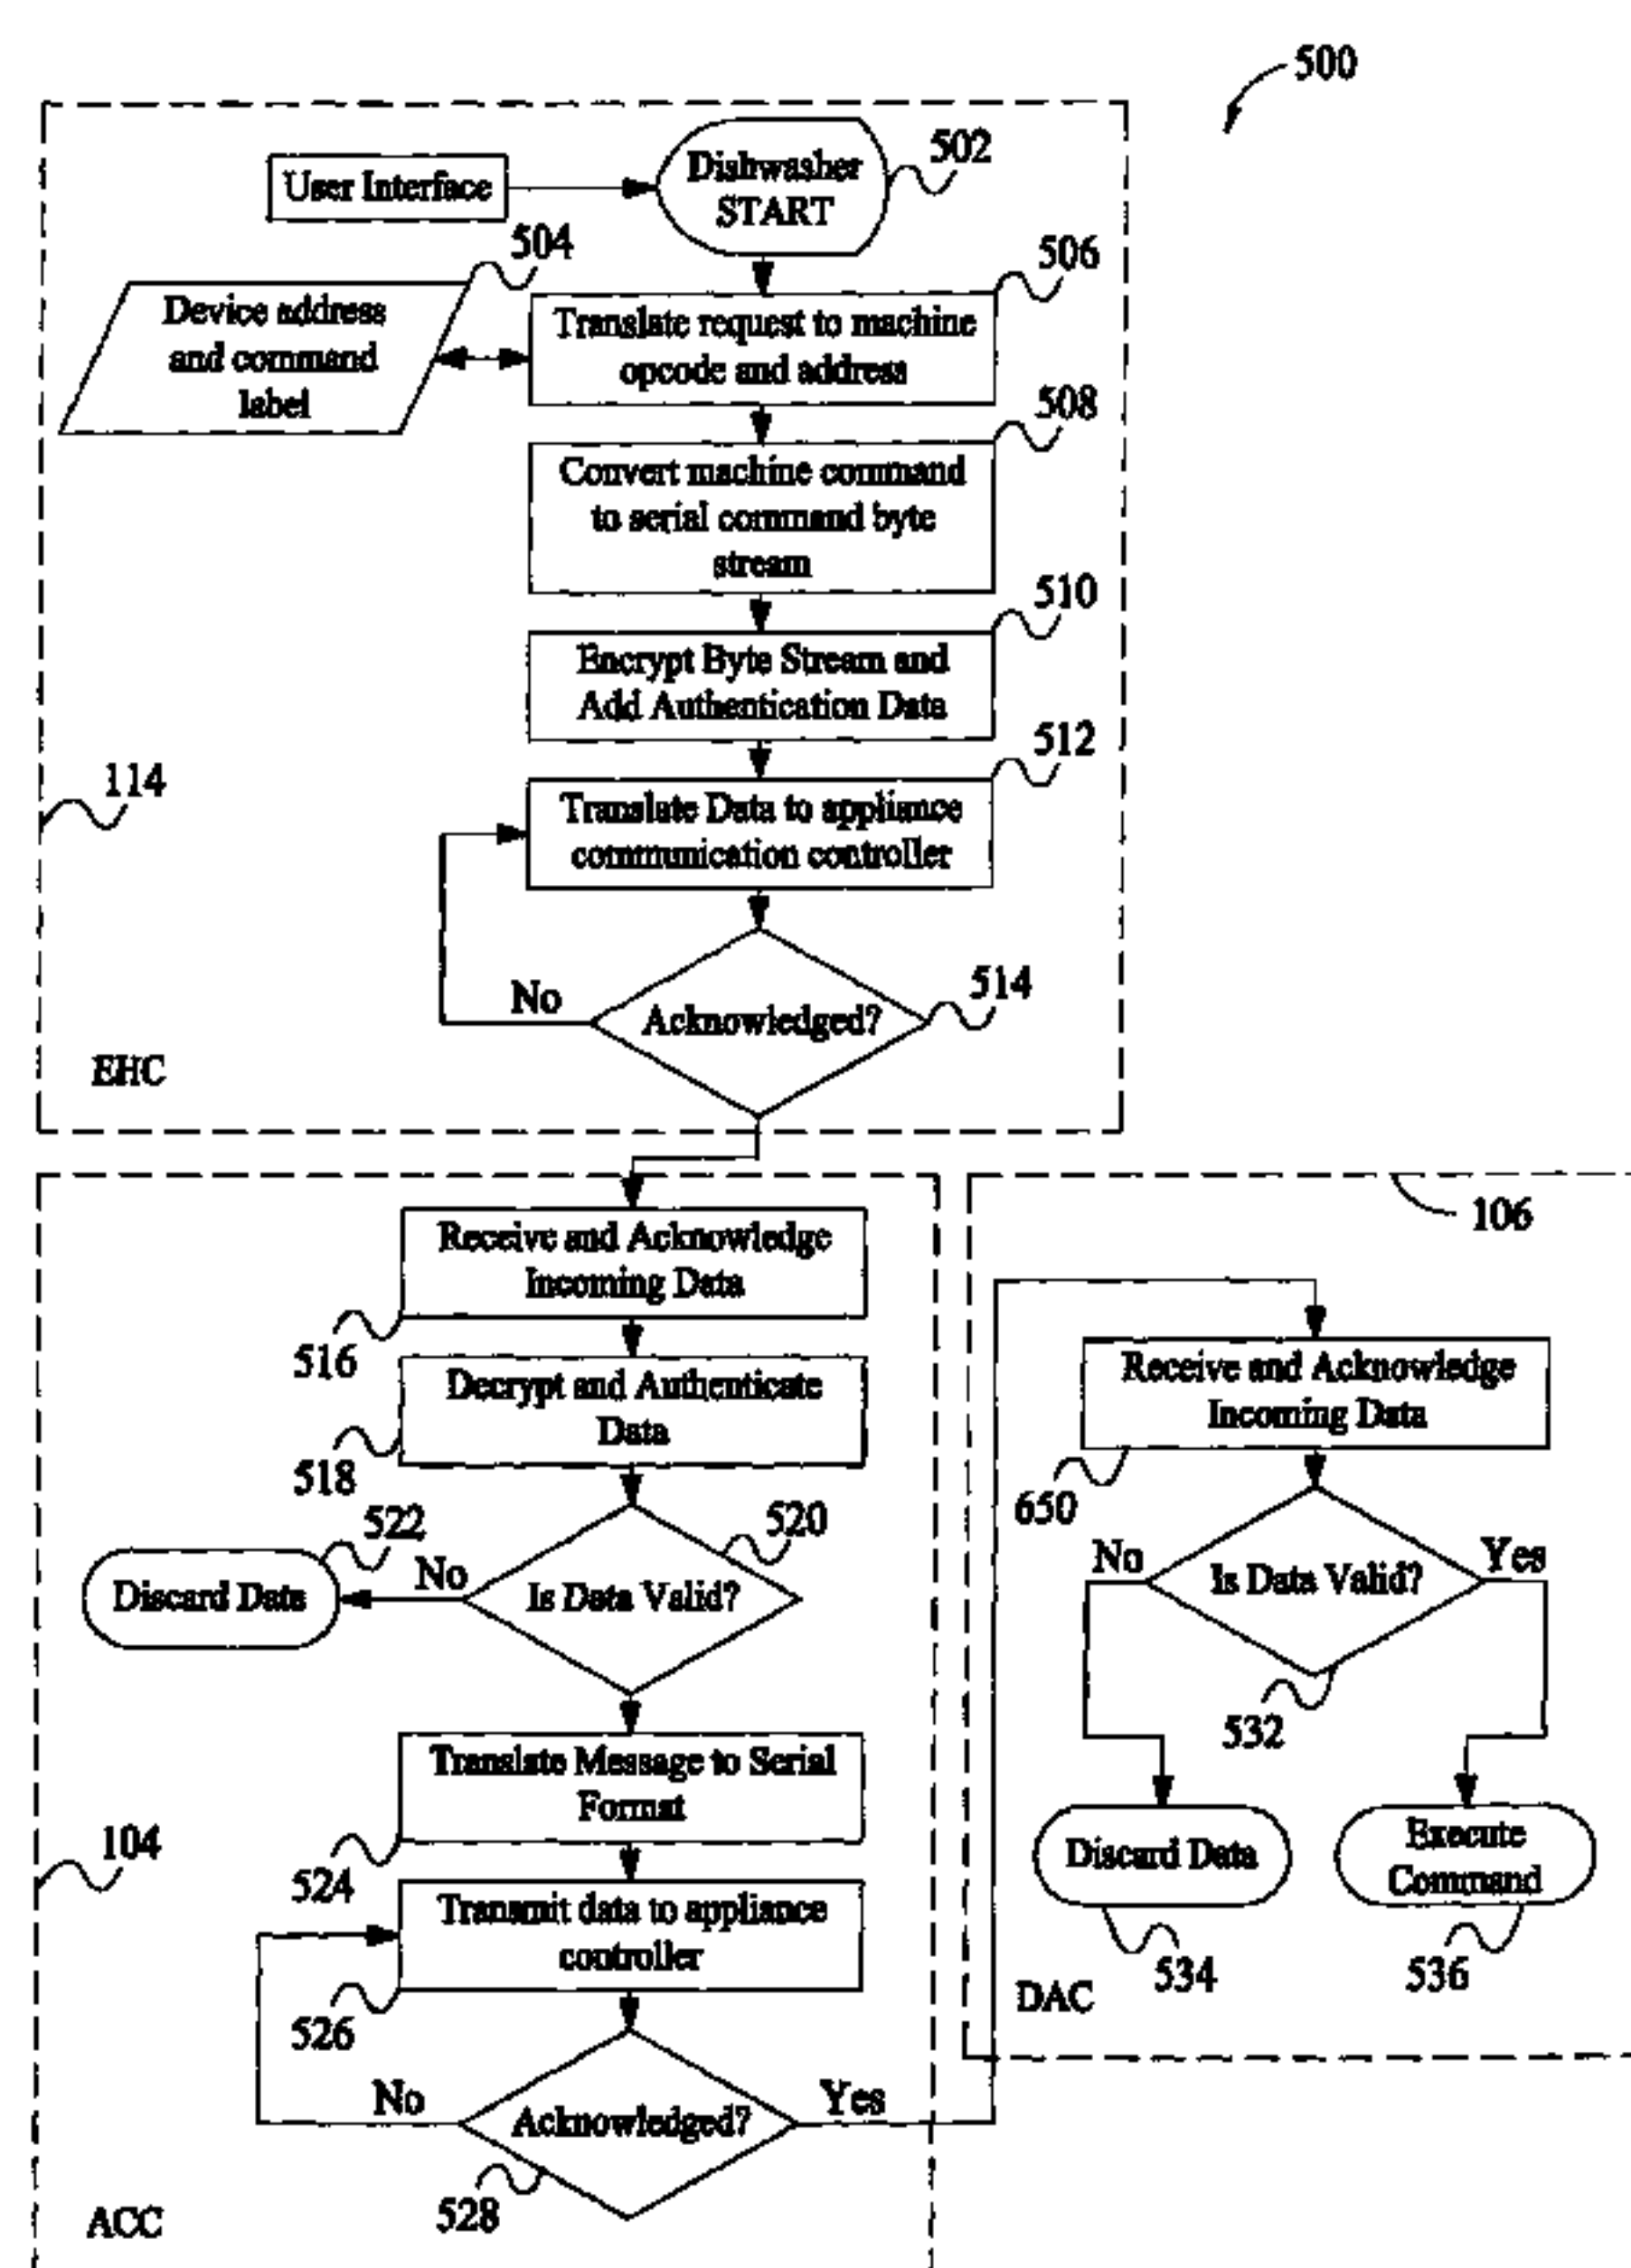 500
User Interface
Dishwasher
START
502
504
Device address
and command
label
506
Translate request to machine
opcode and address
508
Convert machine command
to serial command byte
stream
510
Encrypt Byte Stream and
Add Authentication Data
512
Translate Data to appliance
communication controller
114
No
Acknowledged?
514
EHC
Receive and Acknowledge
Incoming Data
516
Decrypt and Authenticate
Data
518
520
522
Discard Data
No
Is Data Valid?
Translate Message to Serial
Format
524
104
Transmit data to appliance
controller
526
No
Acknowledged?
Yes
528
ACC
106
Receive and Acknowledge
Incoming Data
650
No
Is Data Valid?
Yes
532
Discard Data
Execute
Command
534
536
DAC